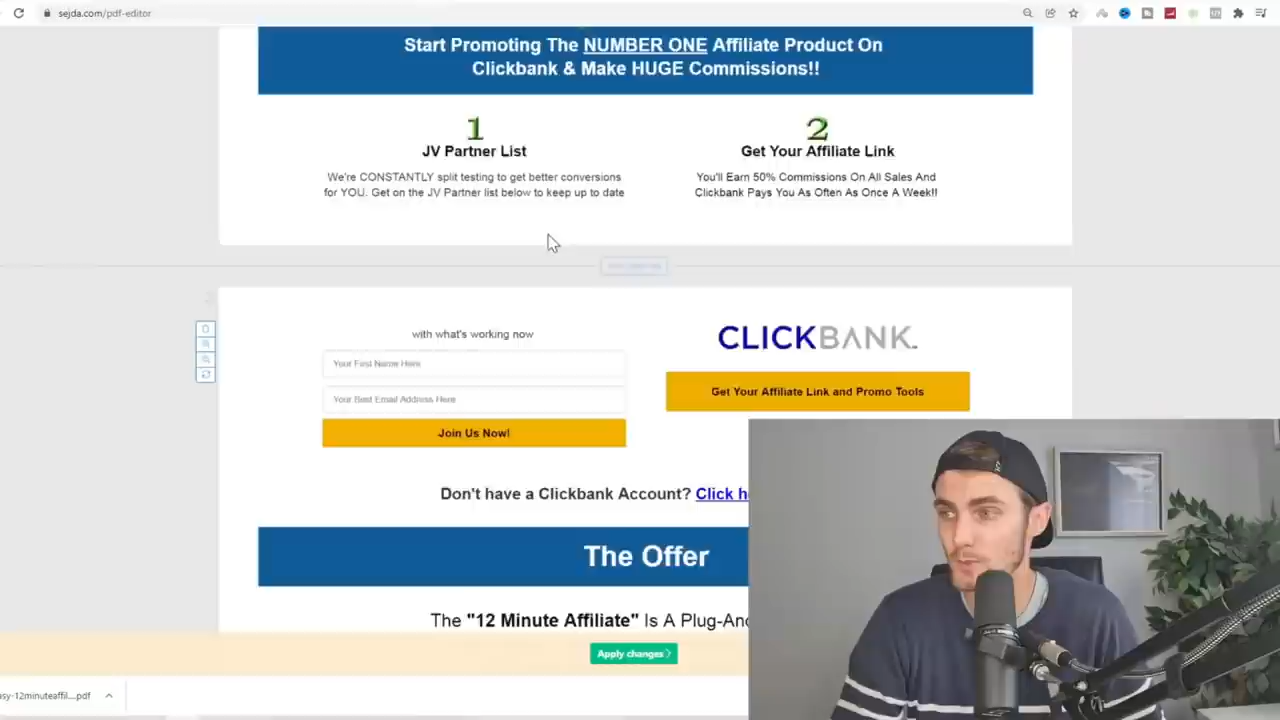 sejda.com/pdf-editor
Start Promoting The NUMBER ONE Affiliate Product On
Clickbank & Make HUGE Commissions!!
1
JV Partner List
We're CONSTANTLY split testing to get better conversions
for YOU. Get on the JV Partner list below to keep up to date
2
Get Your Affiliate Link
You'll Earn 50% Commissions On All Sales And
Clickbank Pays You As Often As Once A Week!!
with what's working now
Your First Name Here
Your Best Email Address Here
Join Us Now!
CLICKBANK.
Get Your Affiliate Link and Promo Tools
Don't have a Clickbank Account? Click h
The Offer
The "12 Minute Affiliate" Is A Plug-An
Apply changes
sy-12minuteaffil....pdf